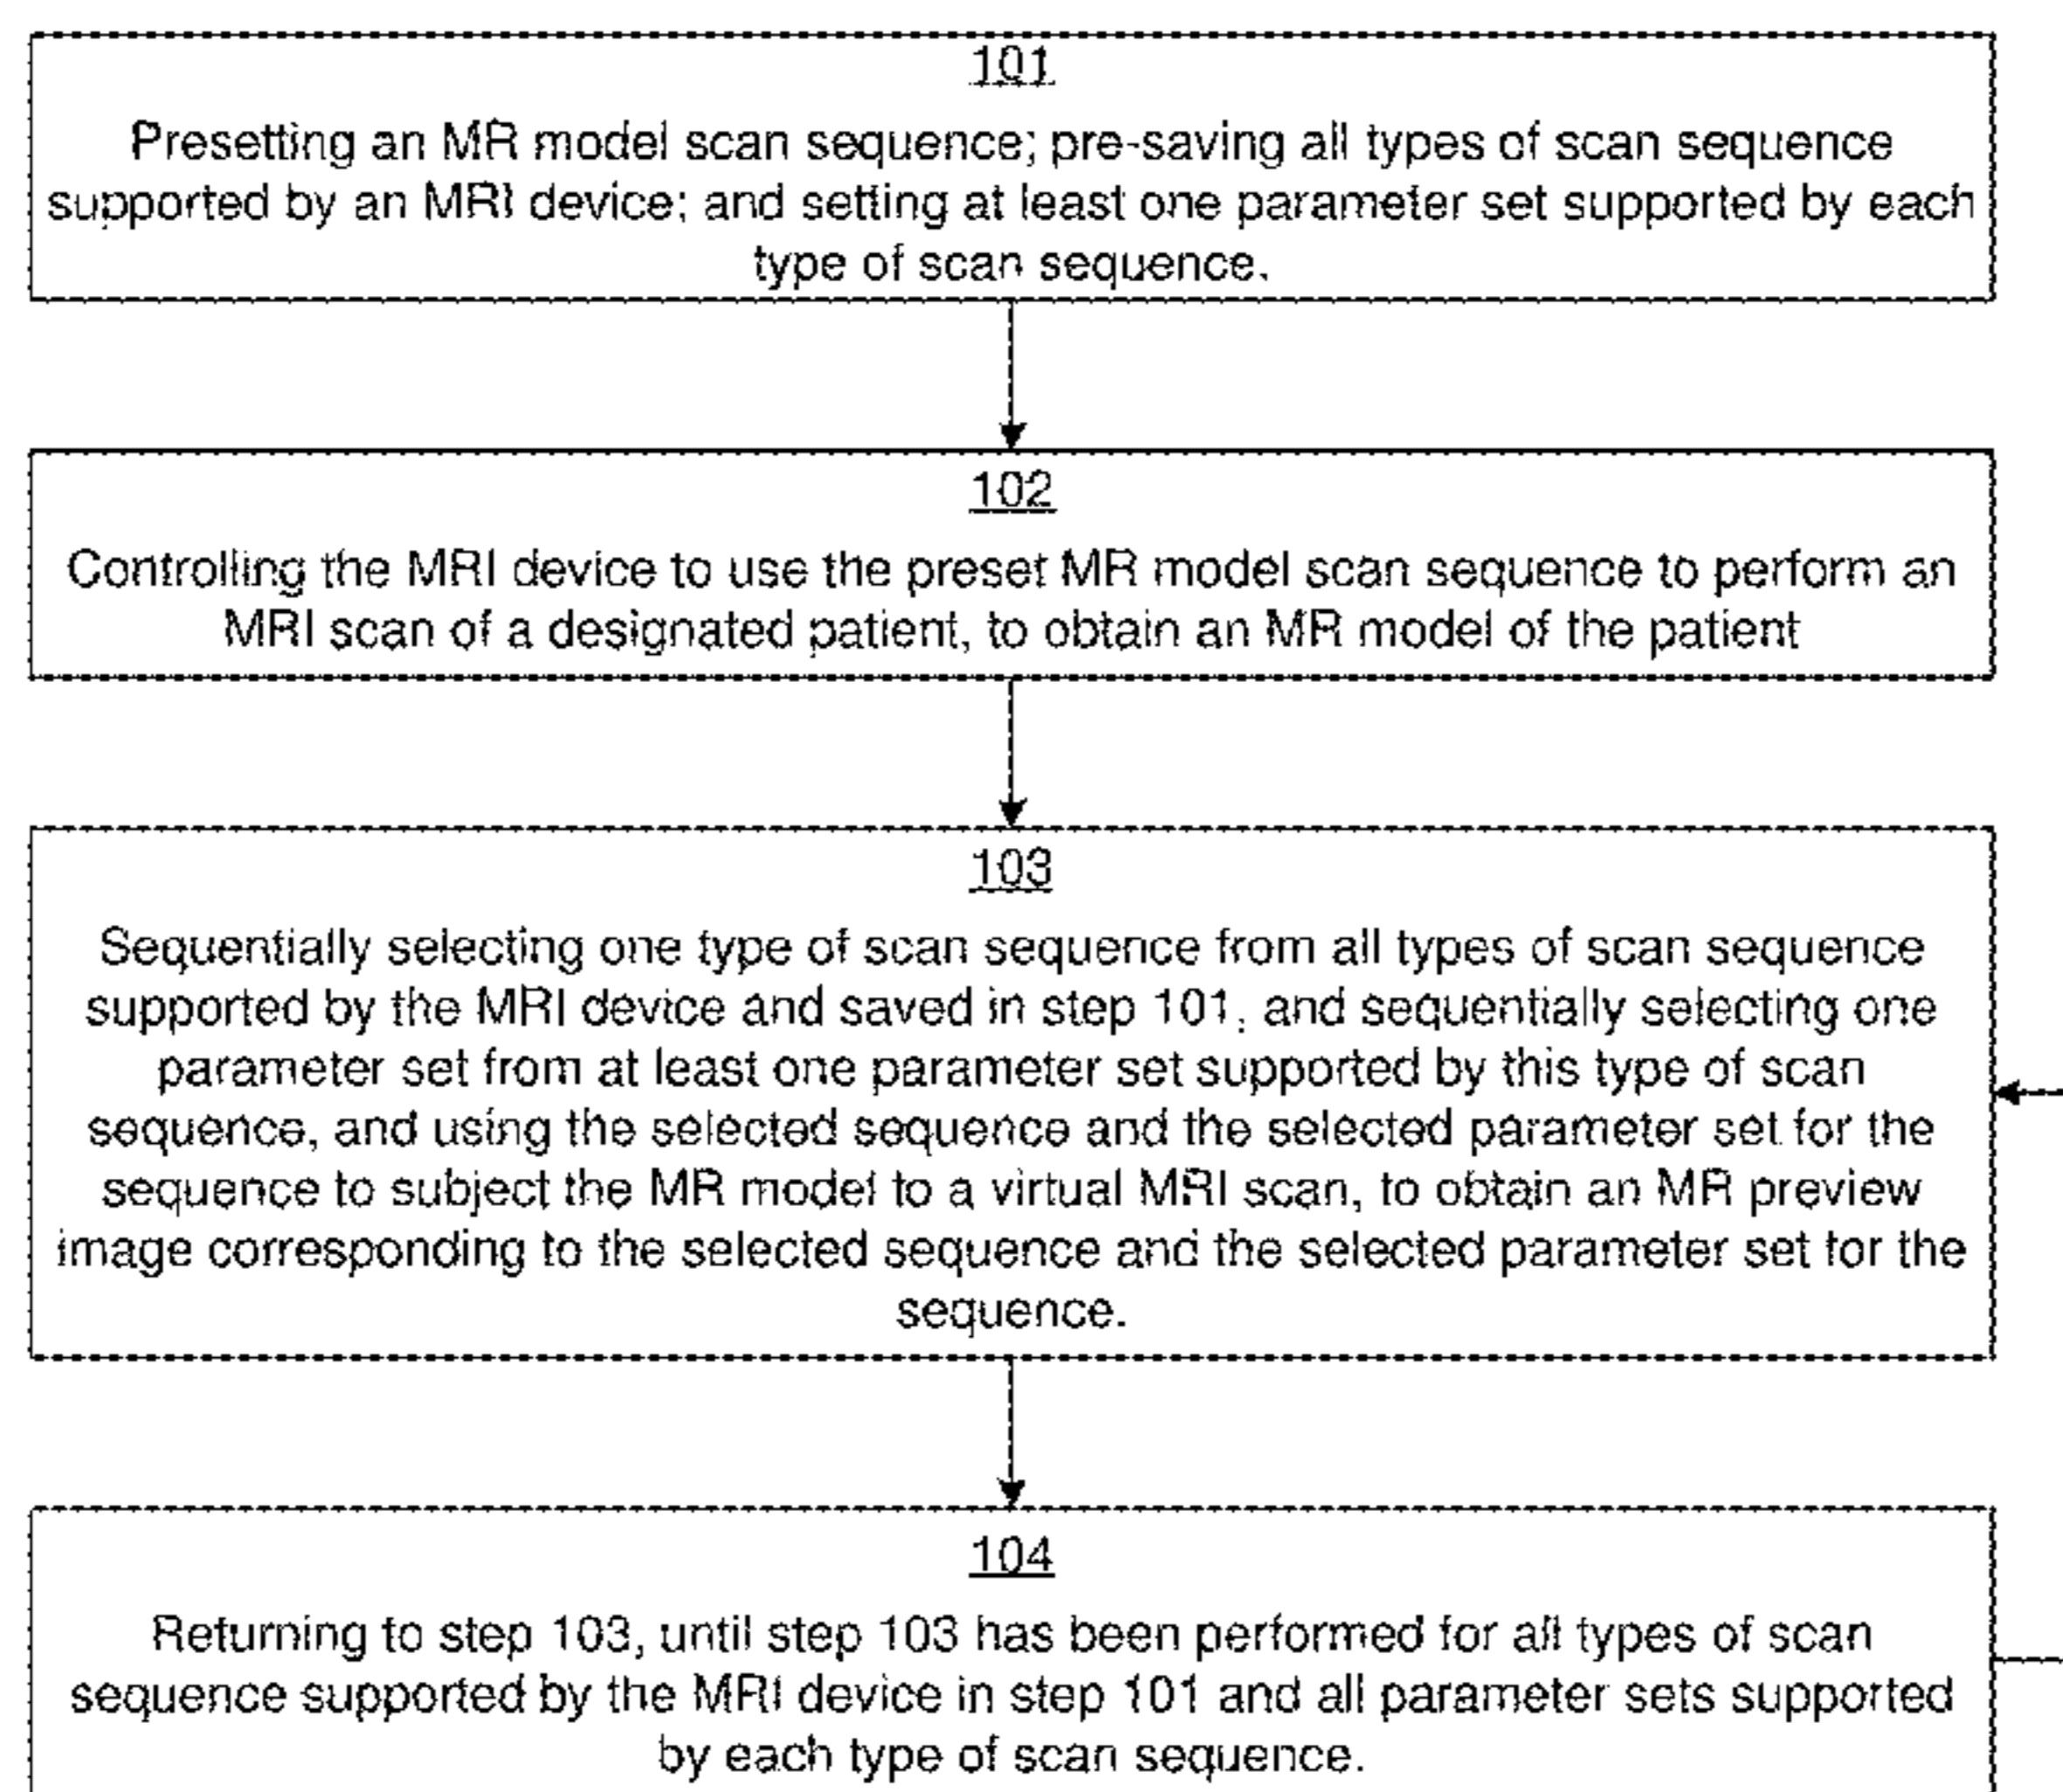 101
Presetting an MR model scan sequence; pre-saving all types of scan sequence
supported by an MRI device; and setting at least one parameter set supported by each
type of scan sequence.
102
Controlling the MRI device to use the preset MR model scan sequence to perform an
MRI scan of a designated patient, to obtain an MR model of the patient
103
Sequentially selecting one type of scan sequence from all types of scan sequence
supported by the MRI device and saved in step 101, and sequentially selecting one
parameter set from at least one parameter set supported by this type of scan
sequence, and using the selected sequence and the selected parameter set for the
sequence to subject the MR model to a virtual MRI scan, to obtain an MR preview
image corresponding to the selected sequence and the selected parameter set for the
sequence.
104
Returning to step 103, until step 103 has been performed for all types of scan
sequence supported by the MRI device in step 101 and all parameter sets supported
by each type of scan sequence.